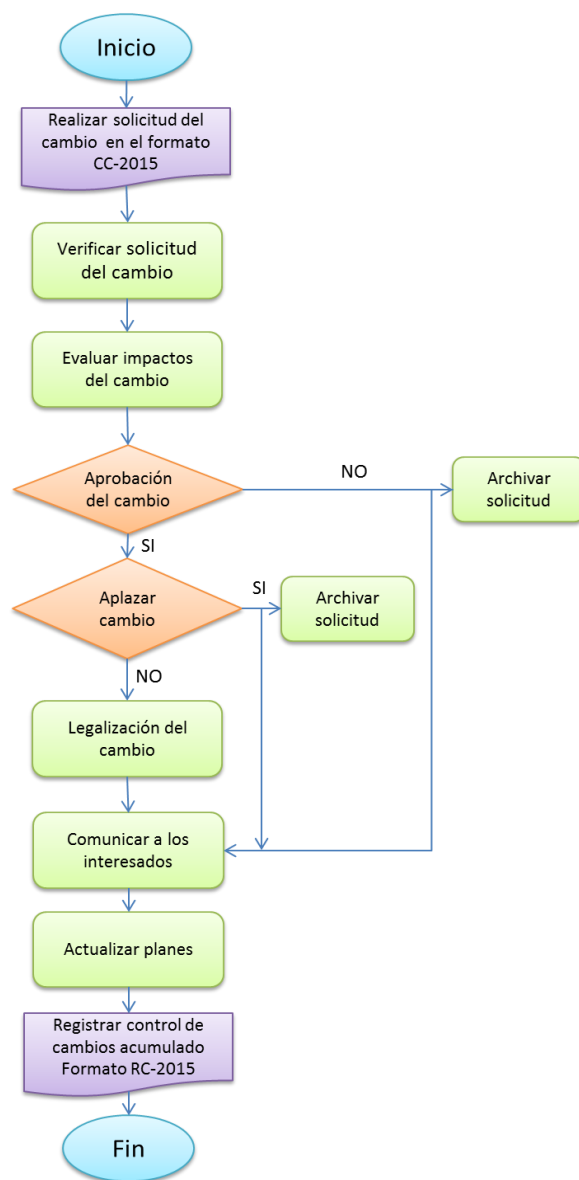 Inicio
Realizar solicitud del
cambio en el formato
CC-2015
Verificar solicitud
del cambio
Evaluar impactos
del cambio
Aprobación
del cambio
NO
Archivar
solicitud
SI
Aplazar
cambio
SI
Archivar
solicitud
NO
Legalización del
cambio
Comunicar a los
interesados
Actualizar planes
Registrar control de
cambios acumulado
Formato RC-2015
Fin